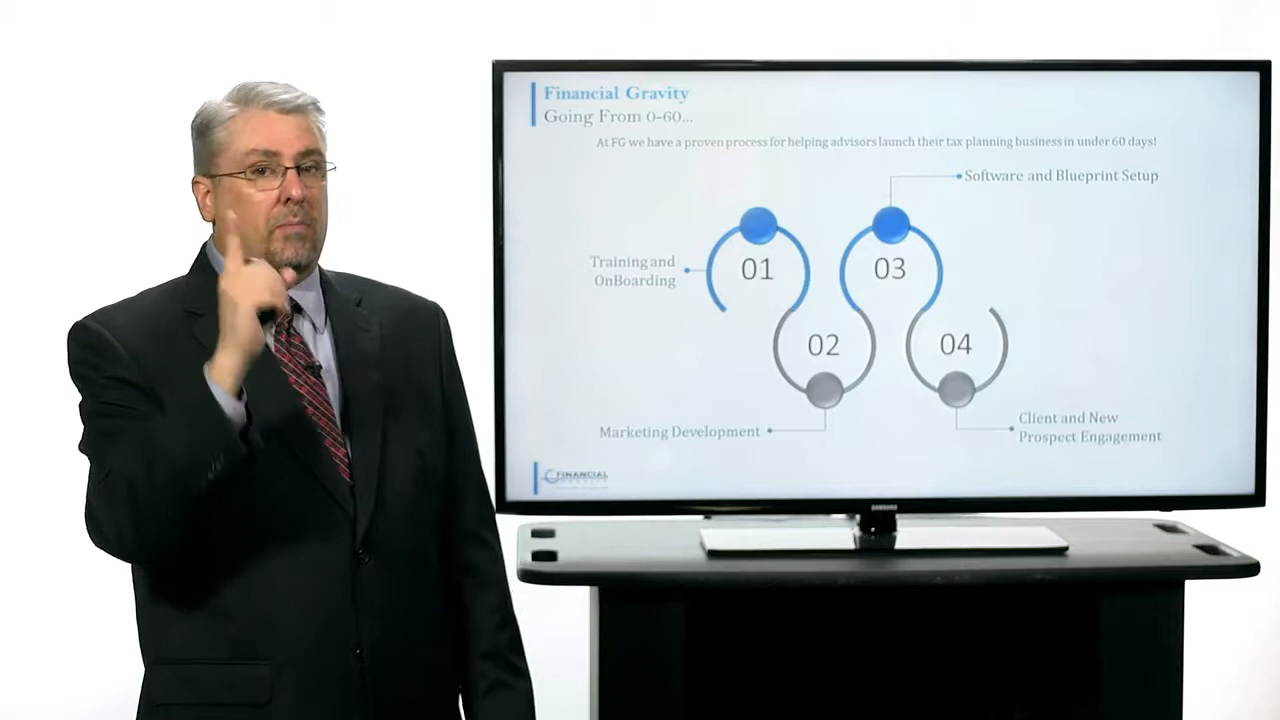 Financial Gravity
Going From 0-60...
At FG we have a proven process for helping advisors launch their tax planning business in under 60 days!
Software and Blueprint Setup
Training and
OnBoarding
01
03
02
04
Marketing Development
Client and New
Prospect Engagement
FINANCIAL
SAMSUNG